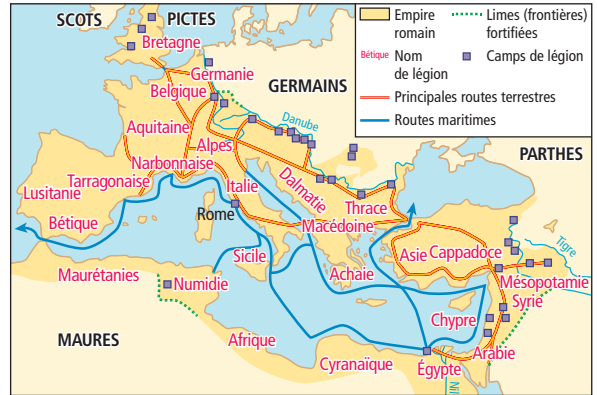 SCOTS
PICTES
Bretagne
Germanie
Belgique
GERMAINS
Danube
Aquitaine
Alpes
Narbonnaise
Tarragonaise
Lusitanie
Bétique
Italie
Rome
Dalmatie
Thrace
Macédoine
PARTHES
Asie
Cappadoce
Tigre
Mésopotamie
Syrie
Sicile
Achaïe
Chypre
Maurétanies
Numidie
MAURES
Afrique
Cyranaïque
Égypte
Arabie
Nil
Empire
romain
Limes (frontières)
fortifiées
Bétique
Nom
de légion
Camps de légion
Principales routes terrestres
Routes maritimes